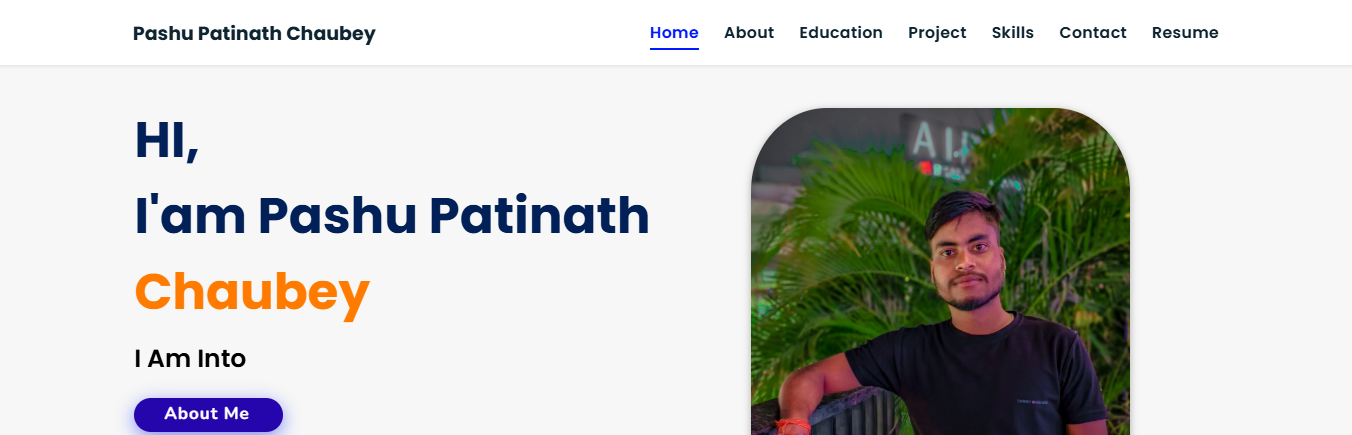 Pashu Patinath Chaubey
Home About Education Project Skills Contact Resume
HI,
I'am Pashu Patinath
Chaubey
I Am Into
About Me